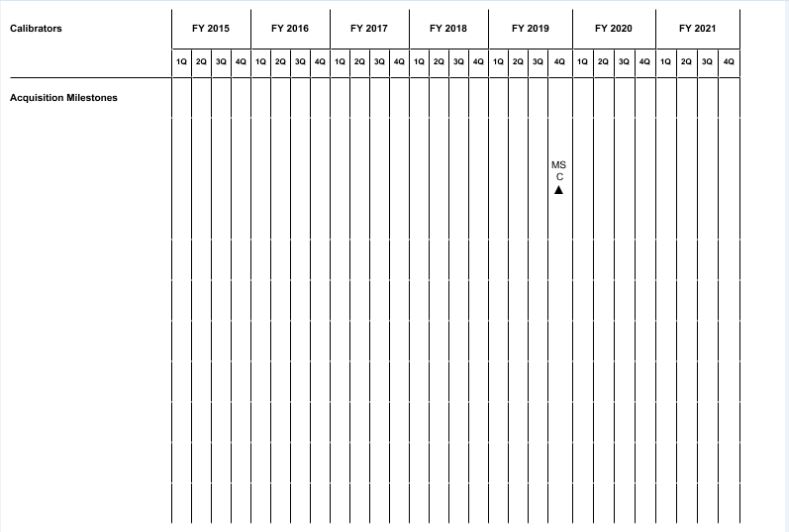 Calibrators FY 2015 FY 2016 FY 2017 FY 2018 FY 2019 FY 2020 FY 2021
1Q 2Q 3Q 4Q 1Q 2Q 3Q 4Q 1Q 2Q 3Q 4Q 1Q 2Q 3Q 4Q 1Q 2Q 3Q 4Q 1Q 2Q 3Q 4Q 1Q 2Q 3Q 4Q
Acquisition Milestones
MS
C